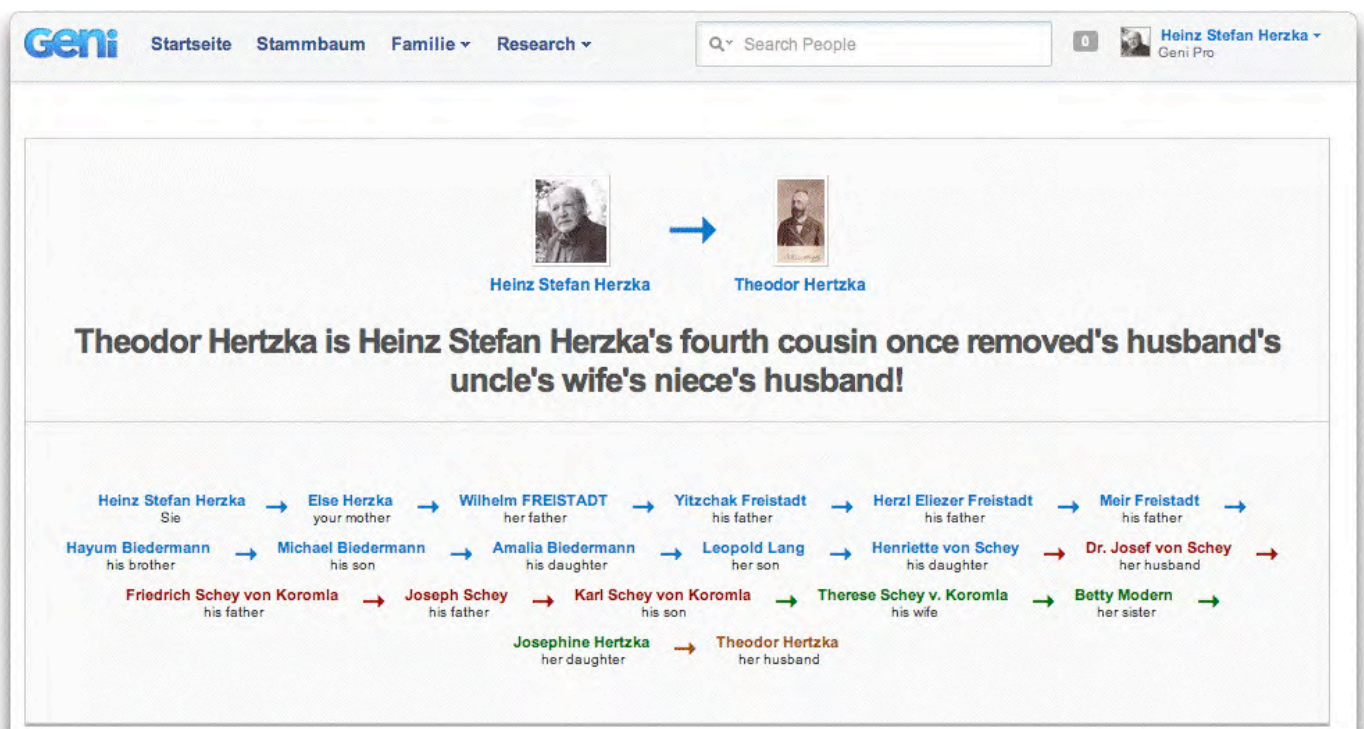 Geni Startseite Stammbaum Familie Research Search People 0 Heinz Stefan Herzka
Geni Pro
Heinz Stefan Herzka Theodor Hertzka
Theodor Hertzka is Heinz Stefan Herzka's fourth cousin once removed's husband's
uncle's wife's niece's husband!
Heinz Stefan Herzka → Else Herzka → Wilhelm FREISTADT → Yitzchak Freistadt → Herzl Eliezer Freistadt → Meir Freistadt →
Sie your mother her father his father his father his father
Hayum Biedermann → Michael Biedermann → Amalia Biedermann → Leopold Lang → Henriette von Schey → Dr. Josef von Schey →
his brother his son his daughter her son his daughter her husband
Friedrich Schey von Koromla → Joseph Schey → Karl Schey von Koromla → Therese Schey v. Koromla → Betty Modern →
his father his father his son his wife her sister
Josephine Hertzka → Theodor Hertzka
her daughter her husband